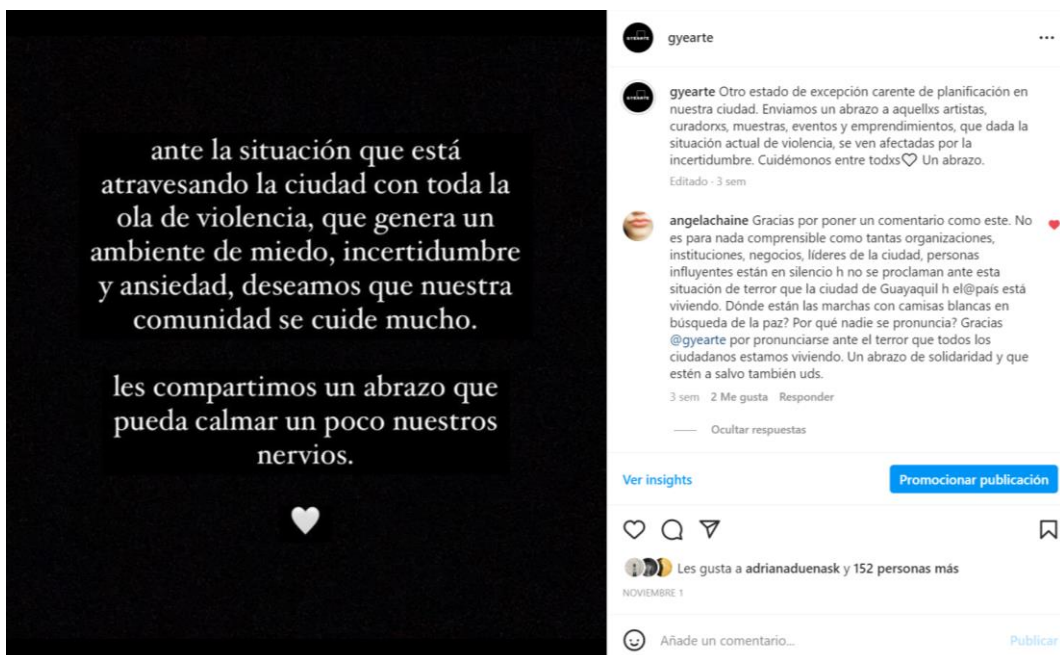 ante la situación que está
atravesando la ciudad con toda la
ola de violencia, que genera un
ambiente de miedo, incertidumbre
y ansiedad, deseamos que nuestra
comunidad se cuide mucho.
les compartimos un abrazo que
pueda calmar un poco nuestros
nervios.
gyearte
gyearte Otro estado de excepción carente de planificación en
nuestra ciudad. Enviamos un abrazo a aquellxs artistas,
curadorxs, muestras, eventos y emprendimientos, que dada la
situación actual de violencia, se ven afectadas por la
incertidumbre. Cuidémonos entre todxs♡ Un abrazo.
Editado · 3 sem
angelachaine Gracias por poner un comentario como este. No
es para nada comprensible como tantas organizaciones,
instituciones, negocios, líderes de la ciudad, personas
influyentes están en silencio h no se proclaman ante esta
situación de terror que la ciudad de Guayaquil h el@país está
viviendo. Dónde están las marchas con camisas blancas en
búsqueda de la paz? Por qué nadie se pronuncia? Gracias
@gyearte por pronunciarse ante el terror que todos los
ciudadanos estamos viviendo. Un abrazo de solidaridad y que
estén a salvo también uds.
3 sem 2 Me gusta Responder
Ocultar respuestas
Ver insights
Promocionar publicación
Les gusta a adrianaduenask y 152 personas más
NOVIEMBRE 1
Añade un comentario...
Publicar